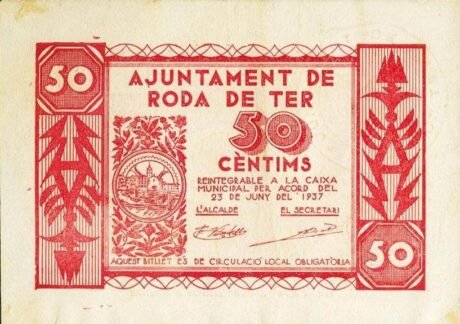 50
AJUNTAMENT DE
RODA DE TER
50
CÈNTIMS
REINTEGRABLE A LA CAIXA
MUNICIPAL PER ACORD DEL
23 DE JUNY DEL 1937
L'ALCALDE EL SECRETARI
50
AQUEST BITLLET ES DE CIRCULACIÓ LOCAL OBLIGATÒRIA